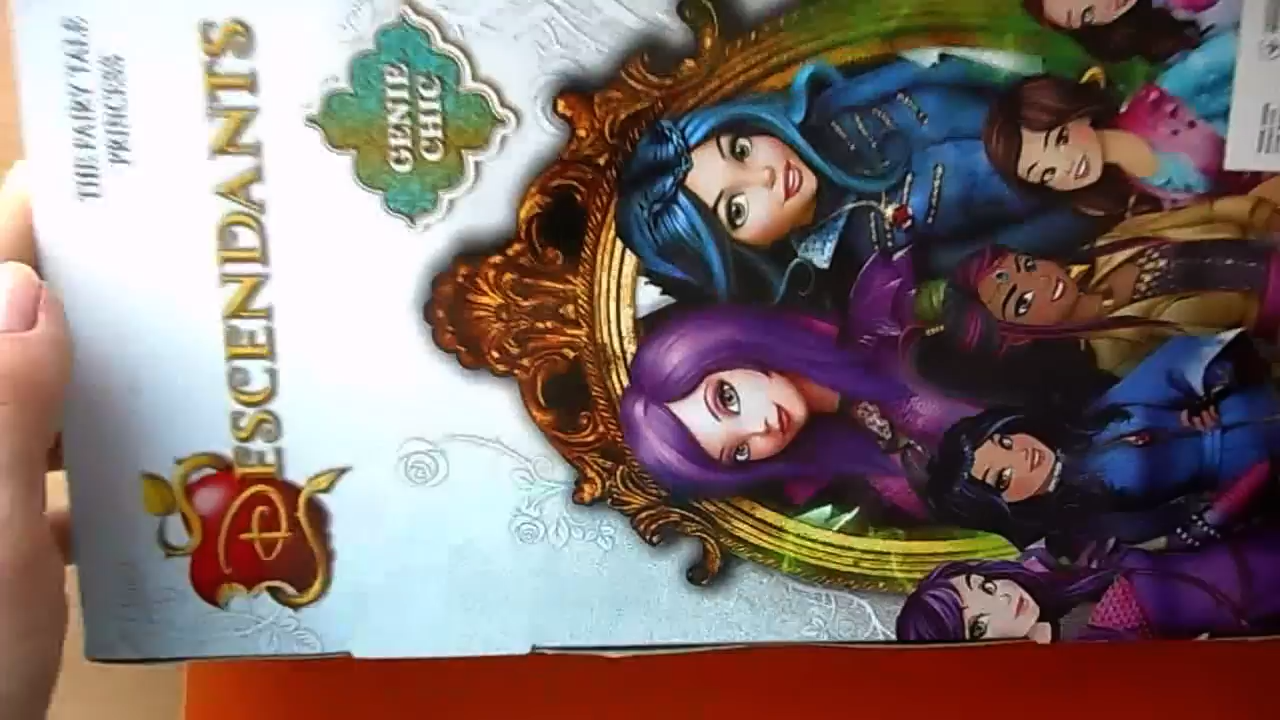 THE FAIRY TALE
PRINCESS
DESCENDANTS
GENIE
CHIC